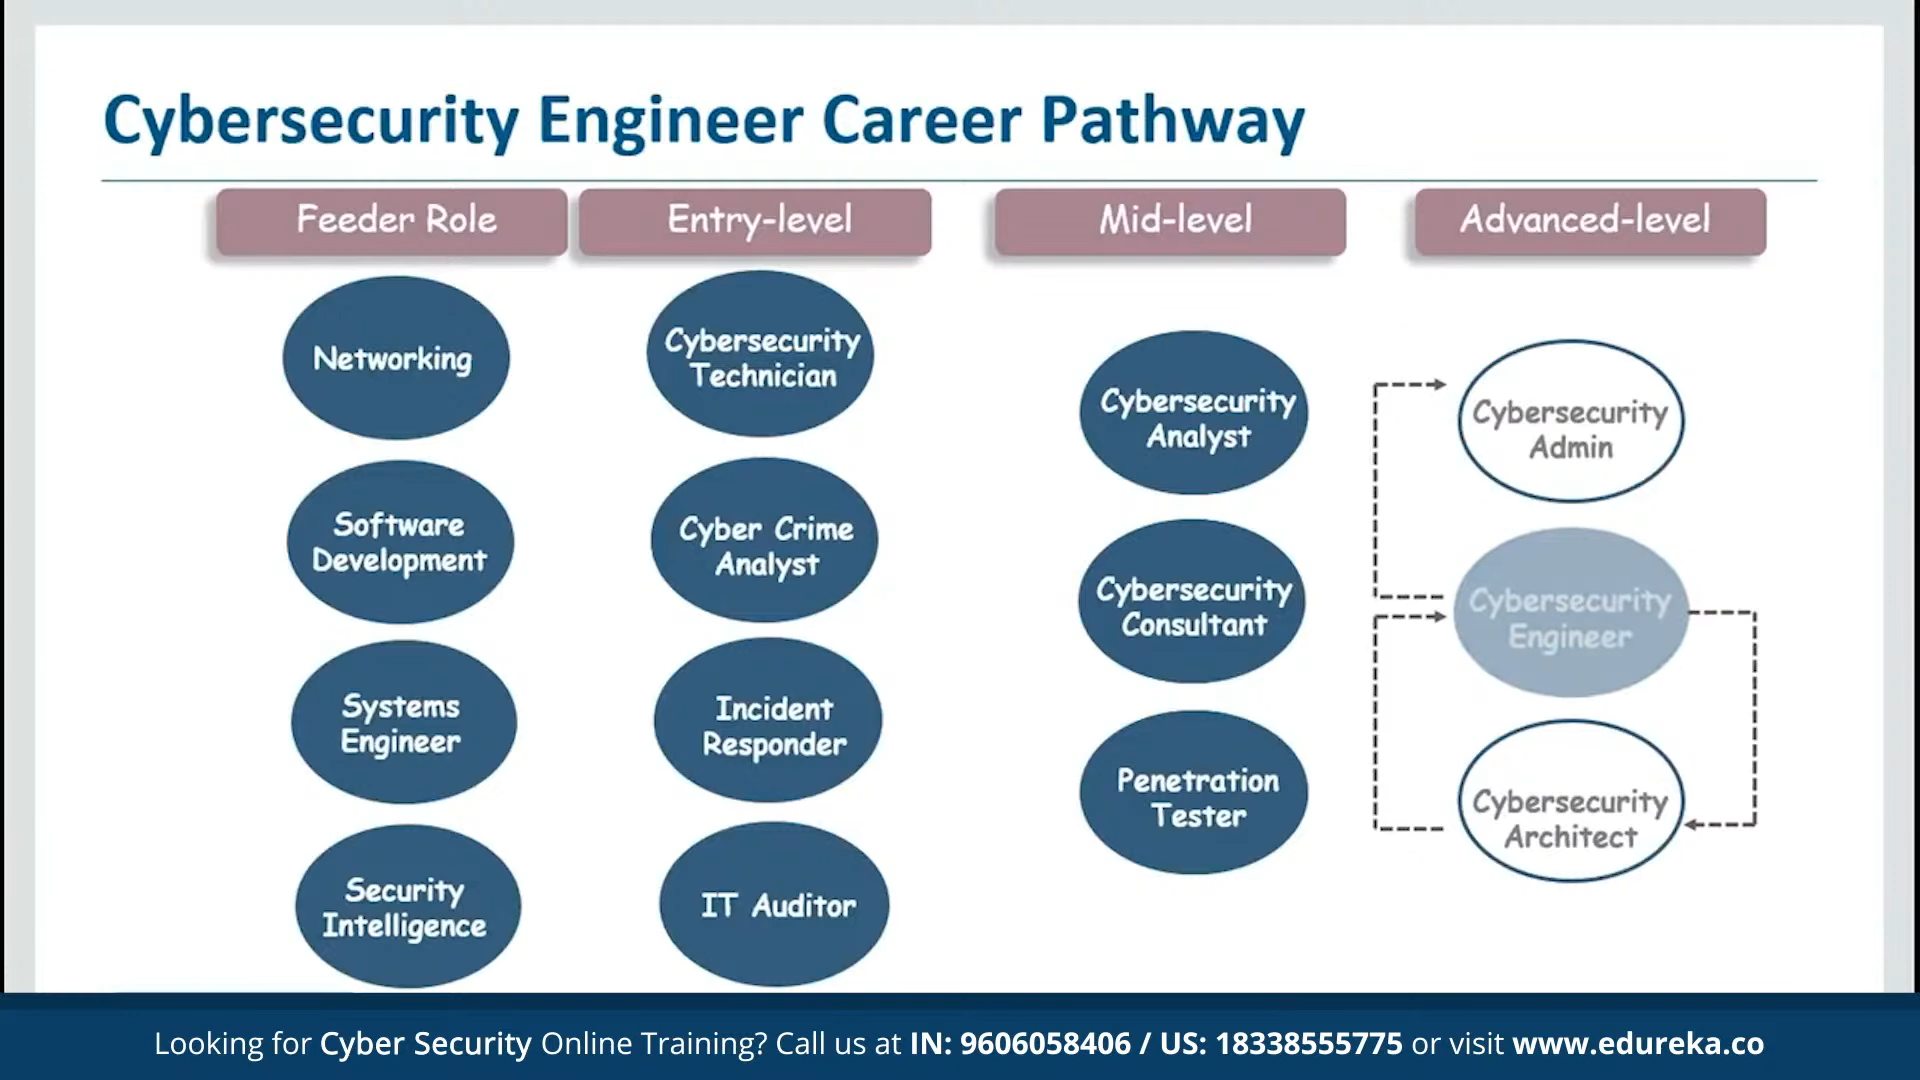 Cybersecurity Engineer Career Pathway
Feeder Role
Entry-level
Mid-level
Advanced-level
Networking
Software
Development
Systems
Engineer
Security
Intelligence
Cybersecurity
Technician
Cyber Crime
Analyst
Incident
Responder
IT Auditor
Cybersecurity
Analyst
Cybersecurity
Consultant
Penetration
Tester
Cybersecurity
Admin
Cybersecurity
Engineer
Cybersecurity
Architect
Looking for Cyber Security Online Training? Call us at IN: 9606058406 / US: 18338555775 or visit www.edureka.co